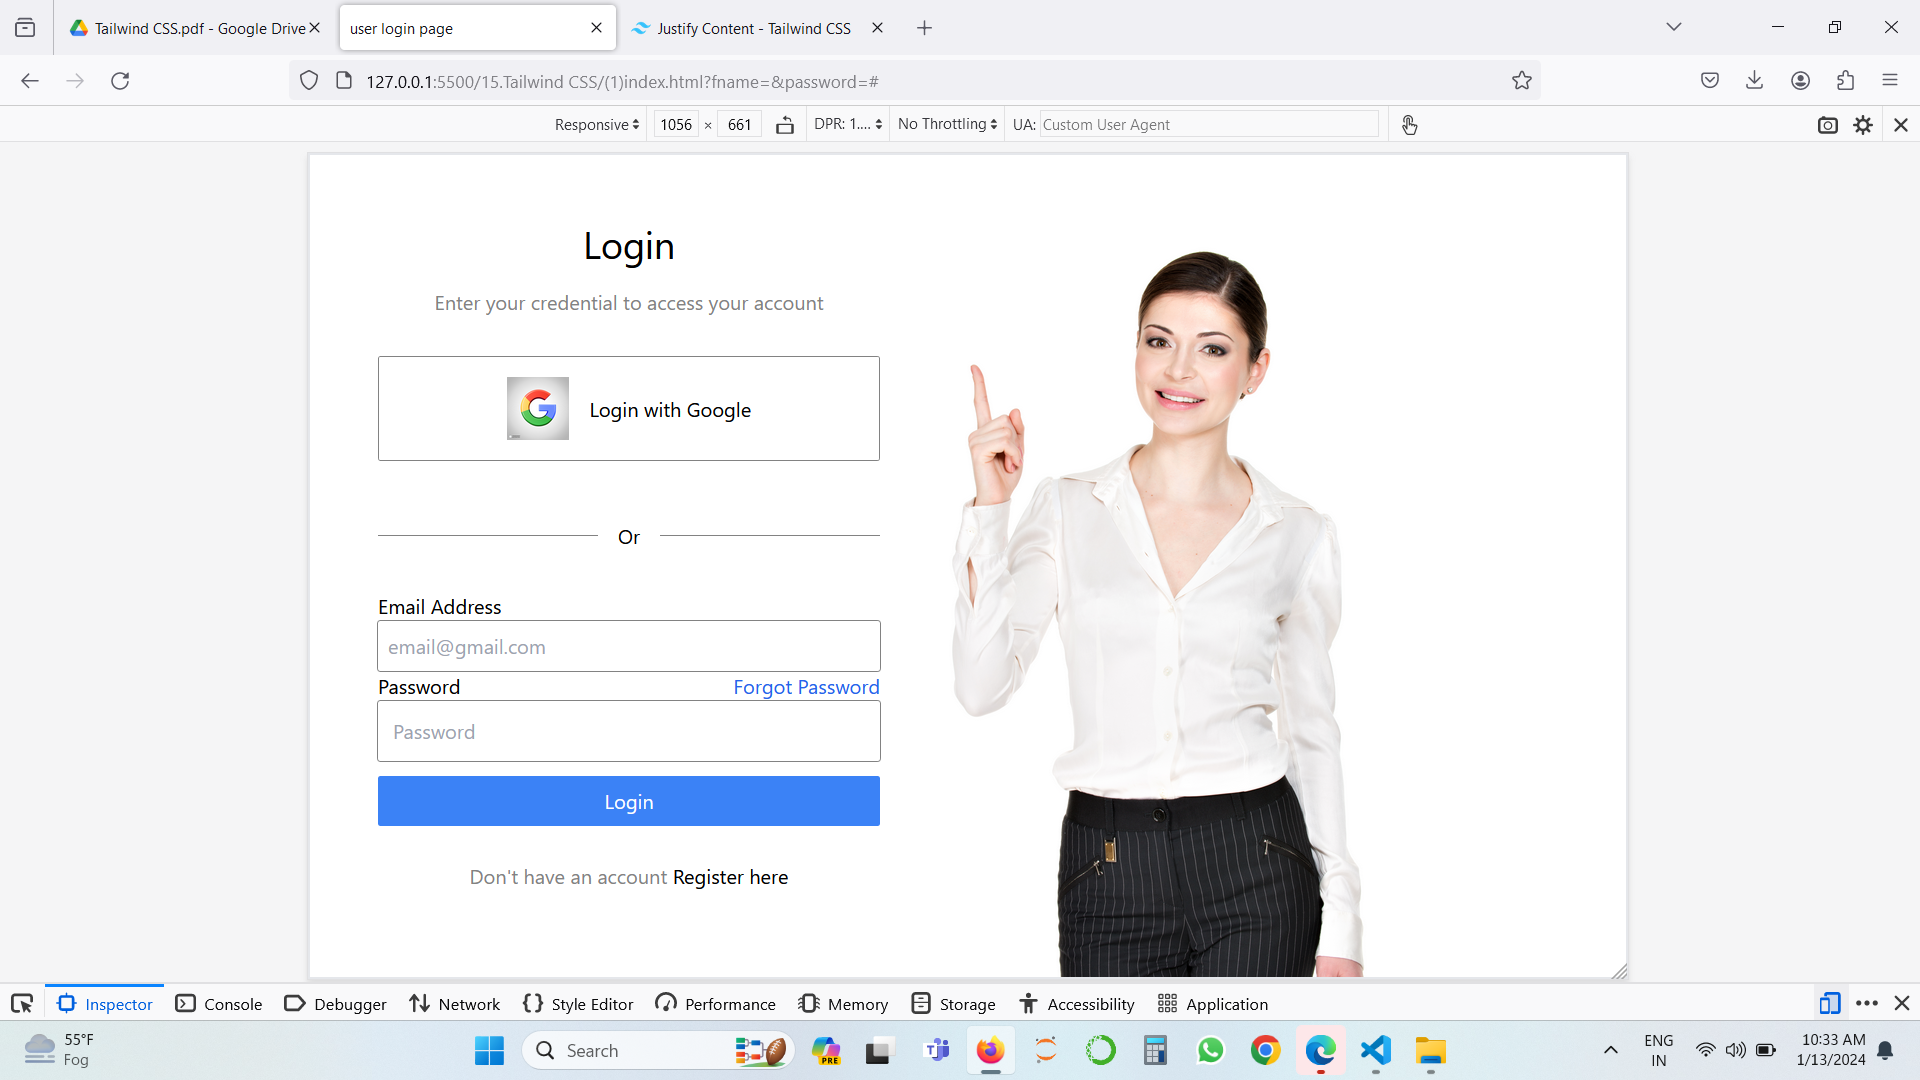 Tailwind CSS.pdf - Google Drive
user login page
Justify Content - Tailwind CSS
127.0.0.1:5500/15.Tailwind CSS/(1)index.html?fname=&password=#
Responsive 1056 × 661 DPR: 1.... No Throttling UA: Custom User Agent
Login
Enter your credential to access your account
Login with Google
Or
Email Address
email@gmail.com
Password Forgot Password
Password
Login
Don't have an account Register here
Inspector Console Debugger Network Style Editor Performance Memory Storage Accessibility Application
55°F
Fog
Search
PRE
ENG
IN
10:33 AM
1/13/2024